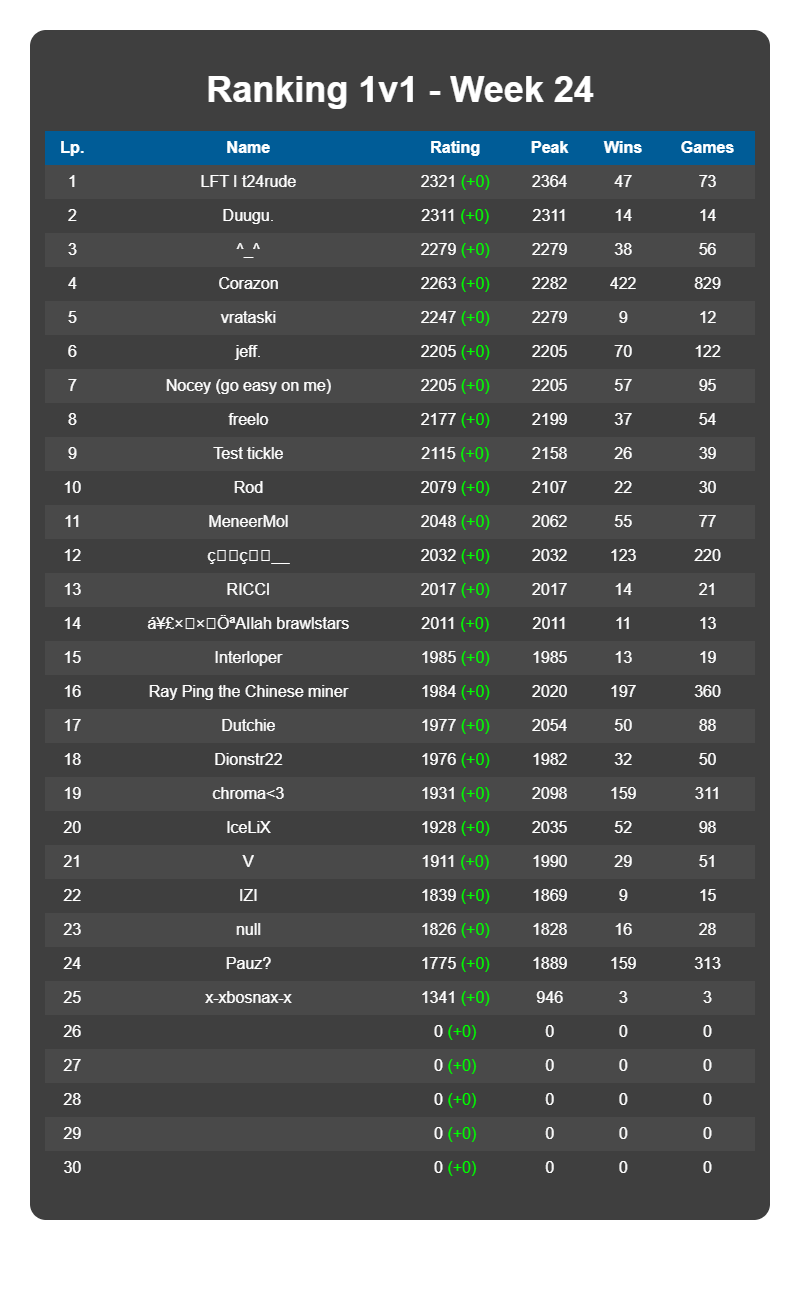 Ranking 1v1 - Week 24
Lp. Name Rating Peak Wins Games
1 LFT l t24rude 2321 (+0) 2364 47 73
2 Duugu. 2311 (+0) 2311 14 14
3 ^_^ 2279 (+0) 2279 38 56
4 Corazon 2263 (+0) 2282 422 829
5 vrataski 2247 (+0) 2279 9 12
6 jeff. 2205 (+0) 2205 70 122
7 Nocey (go easy on me) 2205 (+0) 2205 57 95
8 freelo 2177 (+0) 2199 37 54
9 Test tickle 2115 (+0) 2158 26 39
10 Rod 2079 (+0) 2107 22 30
11 MeneerMol 2048 (+0) 2062 55 77
12 ç▯▯ç▯▯__ 2032 (+0) 2032 123 220
13 RICCI 2017 (+0) 2017 14 21
14 á¥£×▯×▯ÖªAllah brawlstars 2011 (+0) 2011 11 13
15 Interloper 1985 (+0) 1985 13 19
16 Ray Ping the Chinese miner 1984 (+0) 2020 197 360
17 Dutchie 1977 (+0) 2054 50 88
18 Dionstr22 1976 (+0) 1982 32 50
19 chroma<3 1931 (+0) 2098 159 311
20 IceLiX 1928 (+0) 2035 52 98
21 V 1911 (+0) 1990 29 51
22 IZI 1839 (+0) 1869 9 15
23 null 1826 (+0) 1828 16 28
24 Pauz? 1775 (+0) 1889 159 313
25 x-xbosnax-x 1341 (+0) 946 3 3
26 0 (+0) 0 0 0
27 0 (+0) 0 0 0
28 0 (+0) 0 0 0
29 0 (+0) 0 0 0
30 0 (+0) 0 0 0